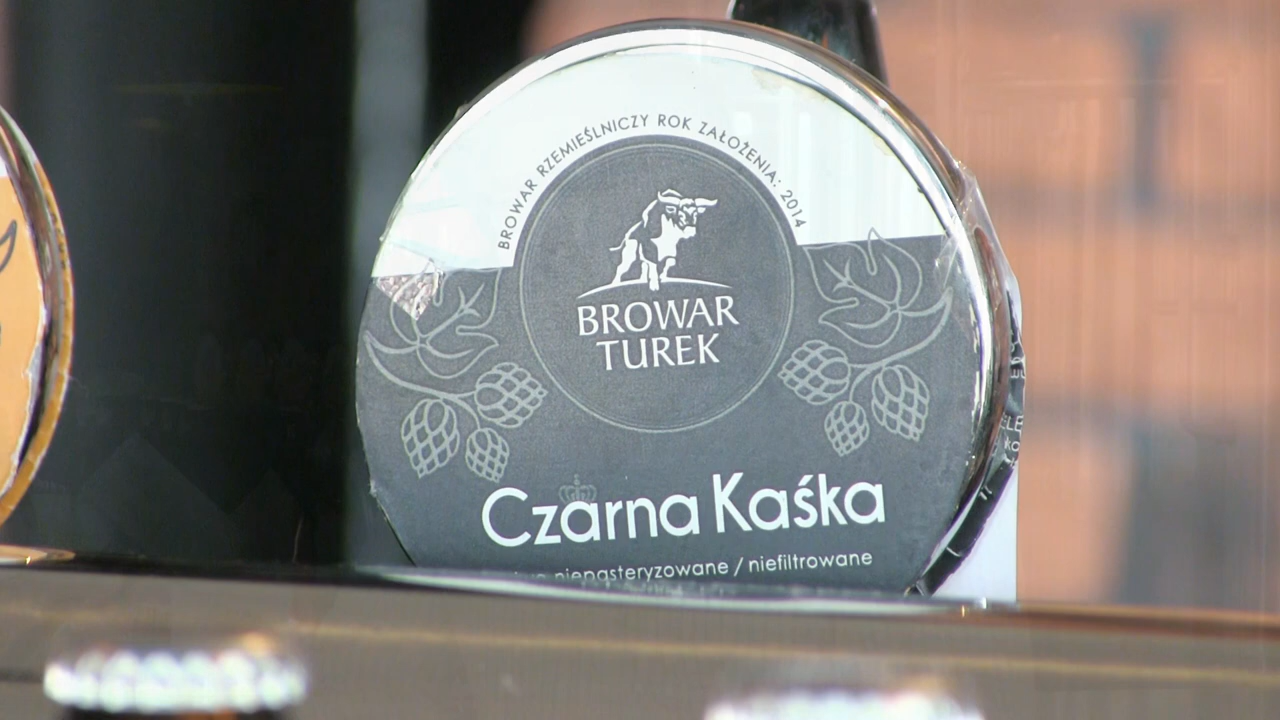 BROWAR RZEMIEŚLNICZY ROK ZAŁOŻENIA: 2014
BROWAR
TUREK
Czarna Kaśka
niepasteryzowane / niefiltrowane